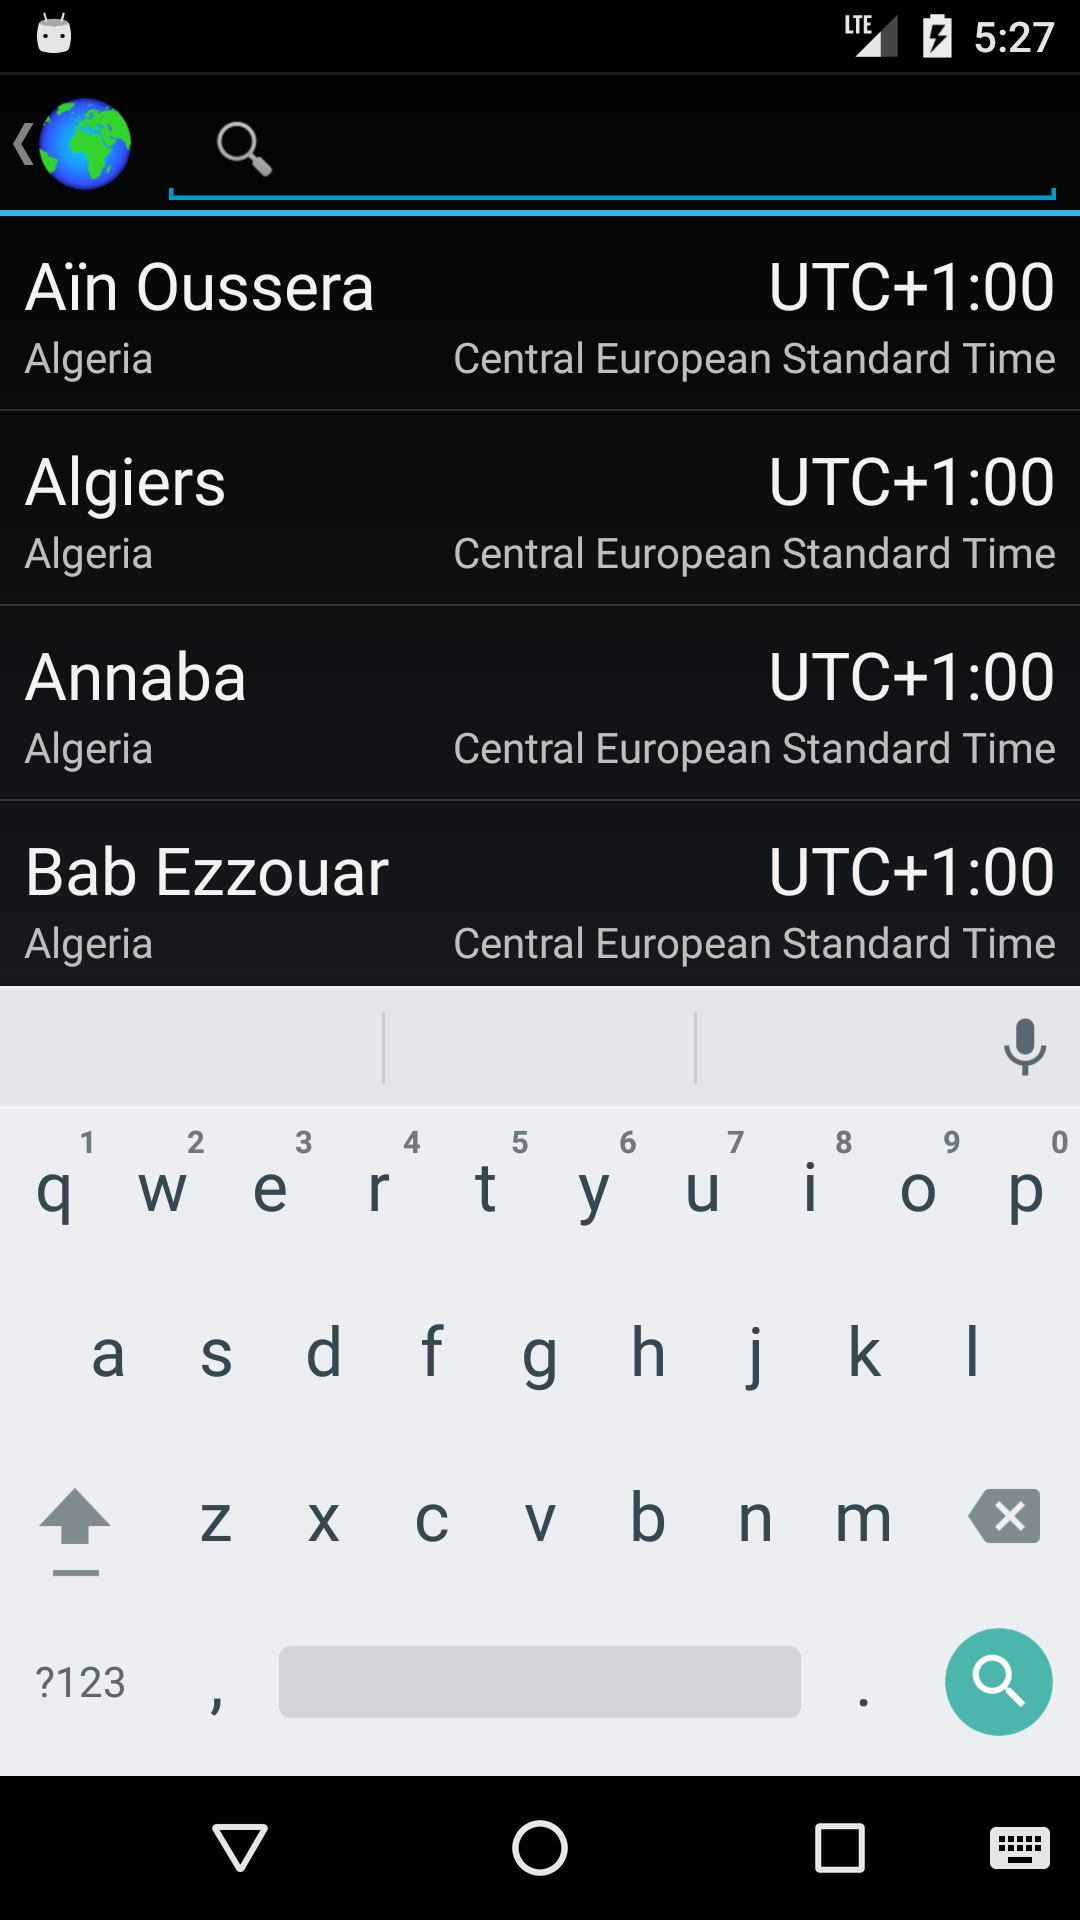 LTE 5:27
Aïn Oussera UTC+1:00
Algeria Central European Standard Time
Algiers UTC+1:00
Algeria Central European Standard Time
Annaba UTC+1:00
Algeria Central European Standard Time
Bab Ezzouar UTC+1:00
Algeria Central European Standard Time
1 2 3 4 5 6 7 8 9 0
q w e r t y u i o p
a s d f g h j k l
z x c v b n m
?123 , .